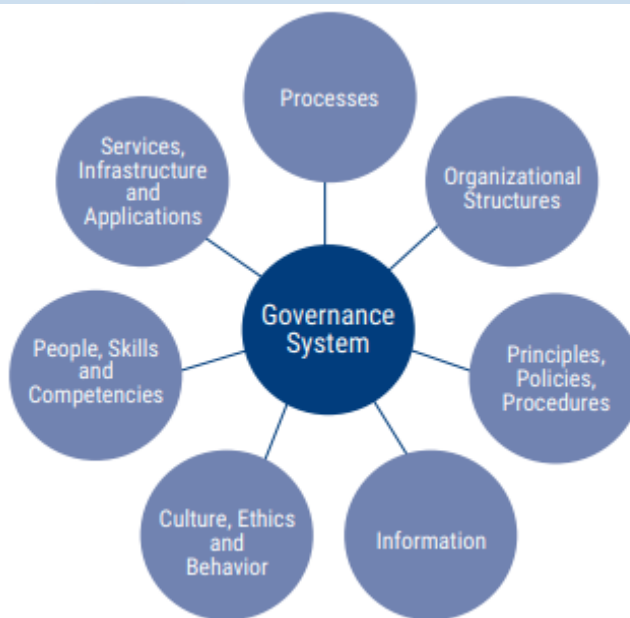 Processes
Organizational
Structures
Principles,
Policies,
Procedures
Information
Culture, Ethics
and
Behavior
People, Skills
and
Competencies
Services,
Infrastructure
and
Applications
Governance
System